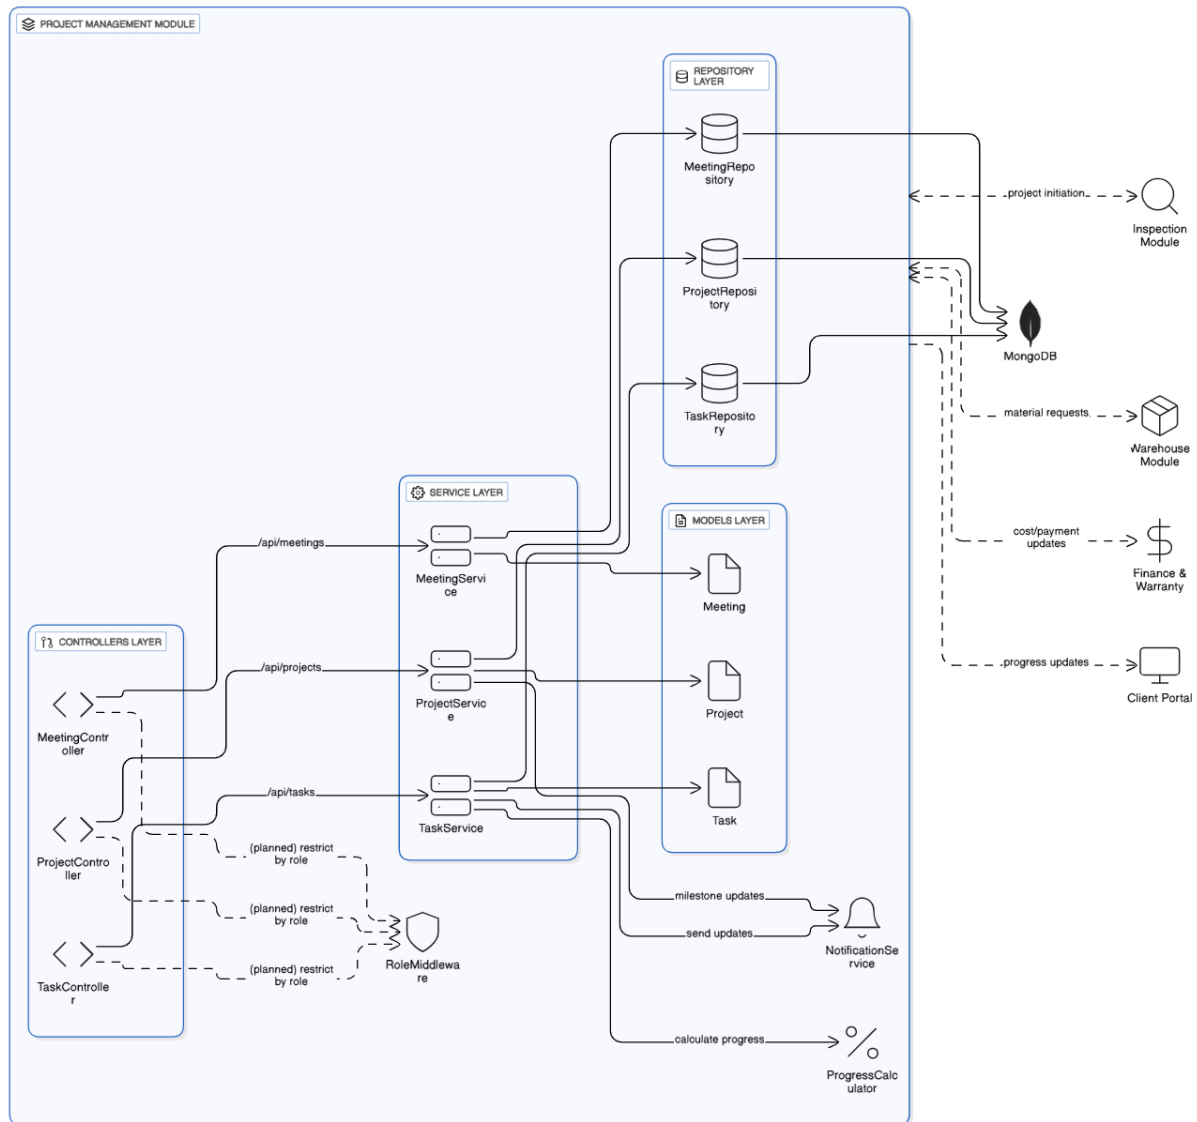 PROJECT MANAGEMENT MODULE
REPOSITORY
LAYER
MeetingRepo
sitory
project initiation
Inspection
Module
ProjectReposi
tory
MongoDB
TaskReposito
ry
material requests
Warehouse
Module
SERVICE LAYER
MODELS LAYER
/api/meetings
cost/payment
updates
MeetingServi
ce
Finance &
Warranty
Meeting
CONTROLLERS LAYER
/api/projects
progress updates
ProjectServic
e
Client Portal
Project
MeetingContr
oller
/api/tasks
TaskService
Task
(planned) restrict
by role
ProjectContro
ller
milestone updates
(planned) restrict
by role
send updates
NotificationSe
rvice
RoleMiddlewa
re
(planned) restrict
by role
TaskControlle
r
calculate progress
ProgressCalc
ulator